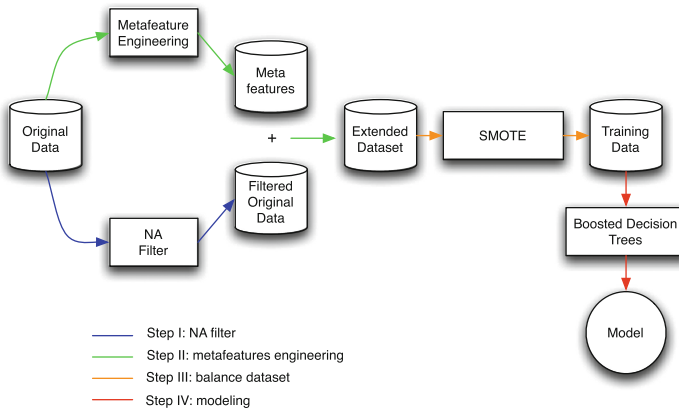 Metafeature
Engineering
Meta
features
Original
Data
+
Extended
Dataset
SMOTE
Training
Data
Filtered
Original
Data
NA
Filter
Boosted Decision
Trees
Model
Step I: NA filter
Step II: metafeatures engineering
Step III: balance dataset
Step IV: modeling